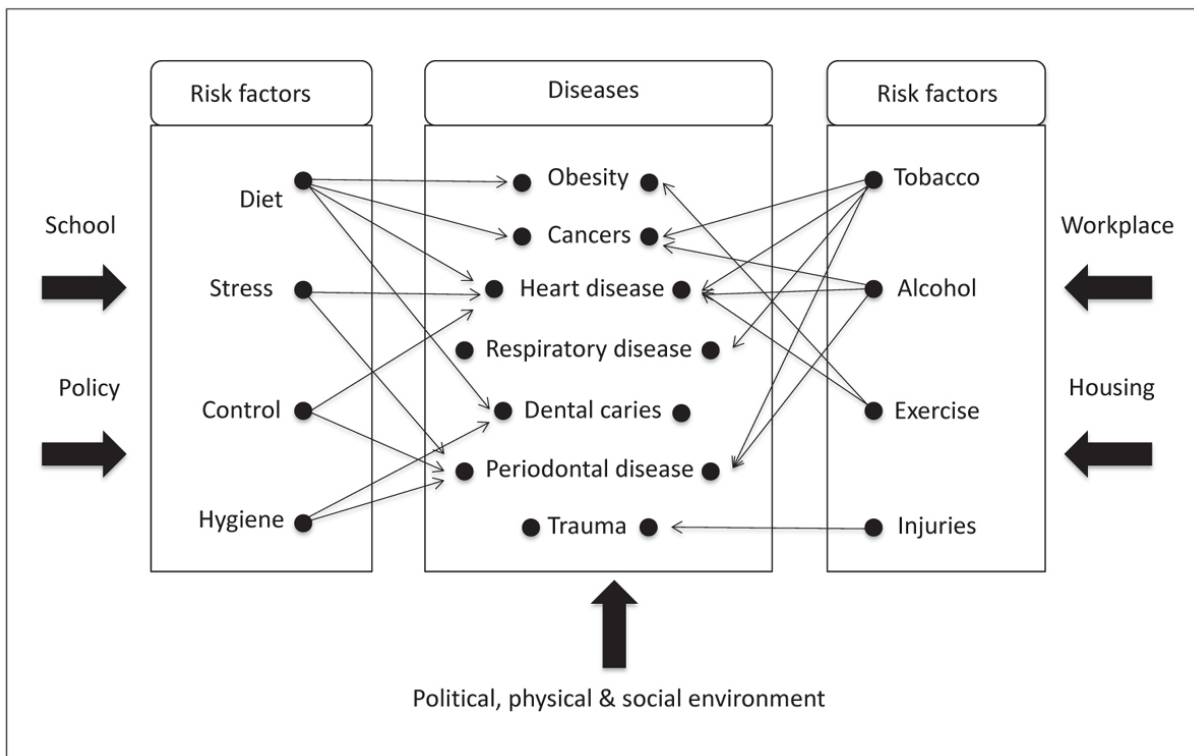 Risk factors
Diseases
Risk factors
School
Policy
Diet
Stress
Control
Hygiene
Obesity
Cancers
Heart disease
Respiratory disease
Dental caries
Periodontal disease
Trauma
Tobacco
Alcohol
Exercise
Injuries
Workplace
Housing
Political, physical & social environment